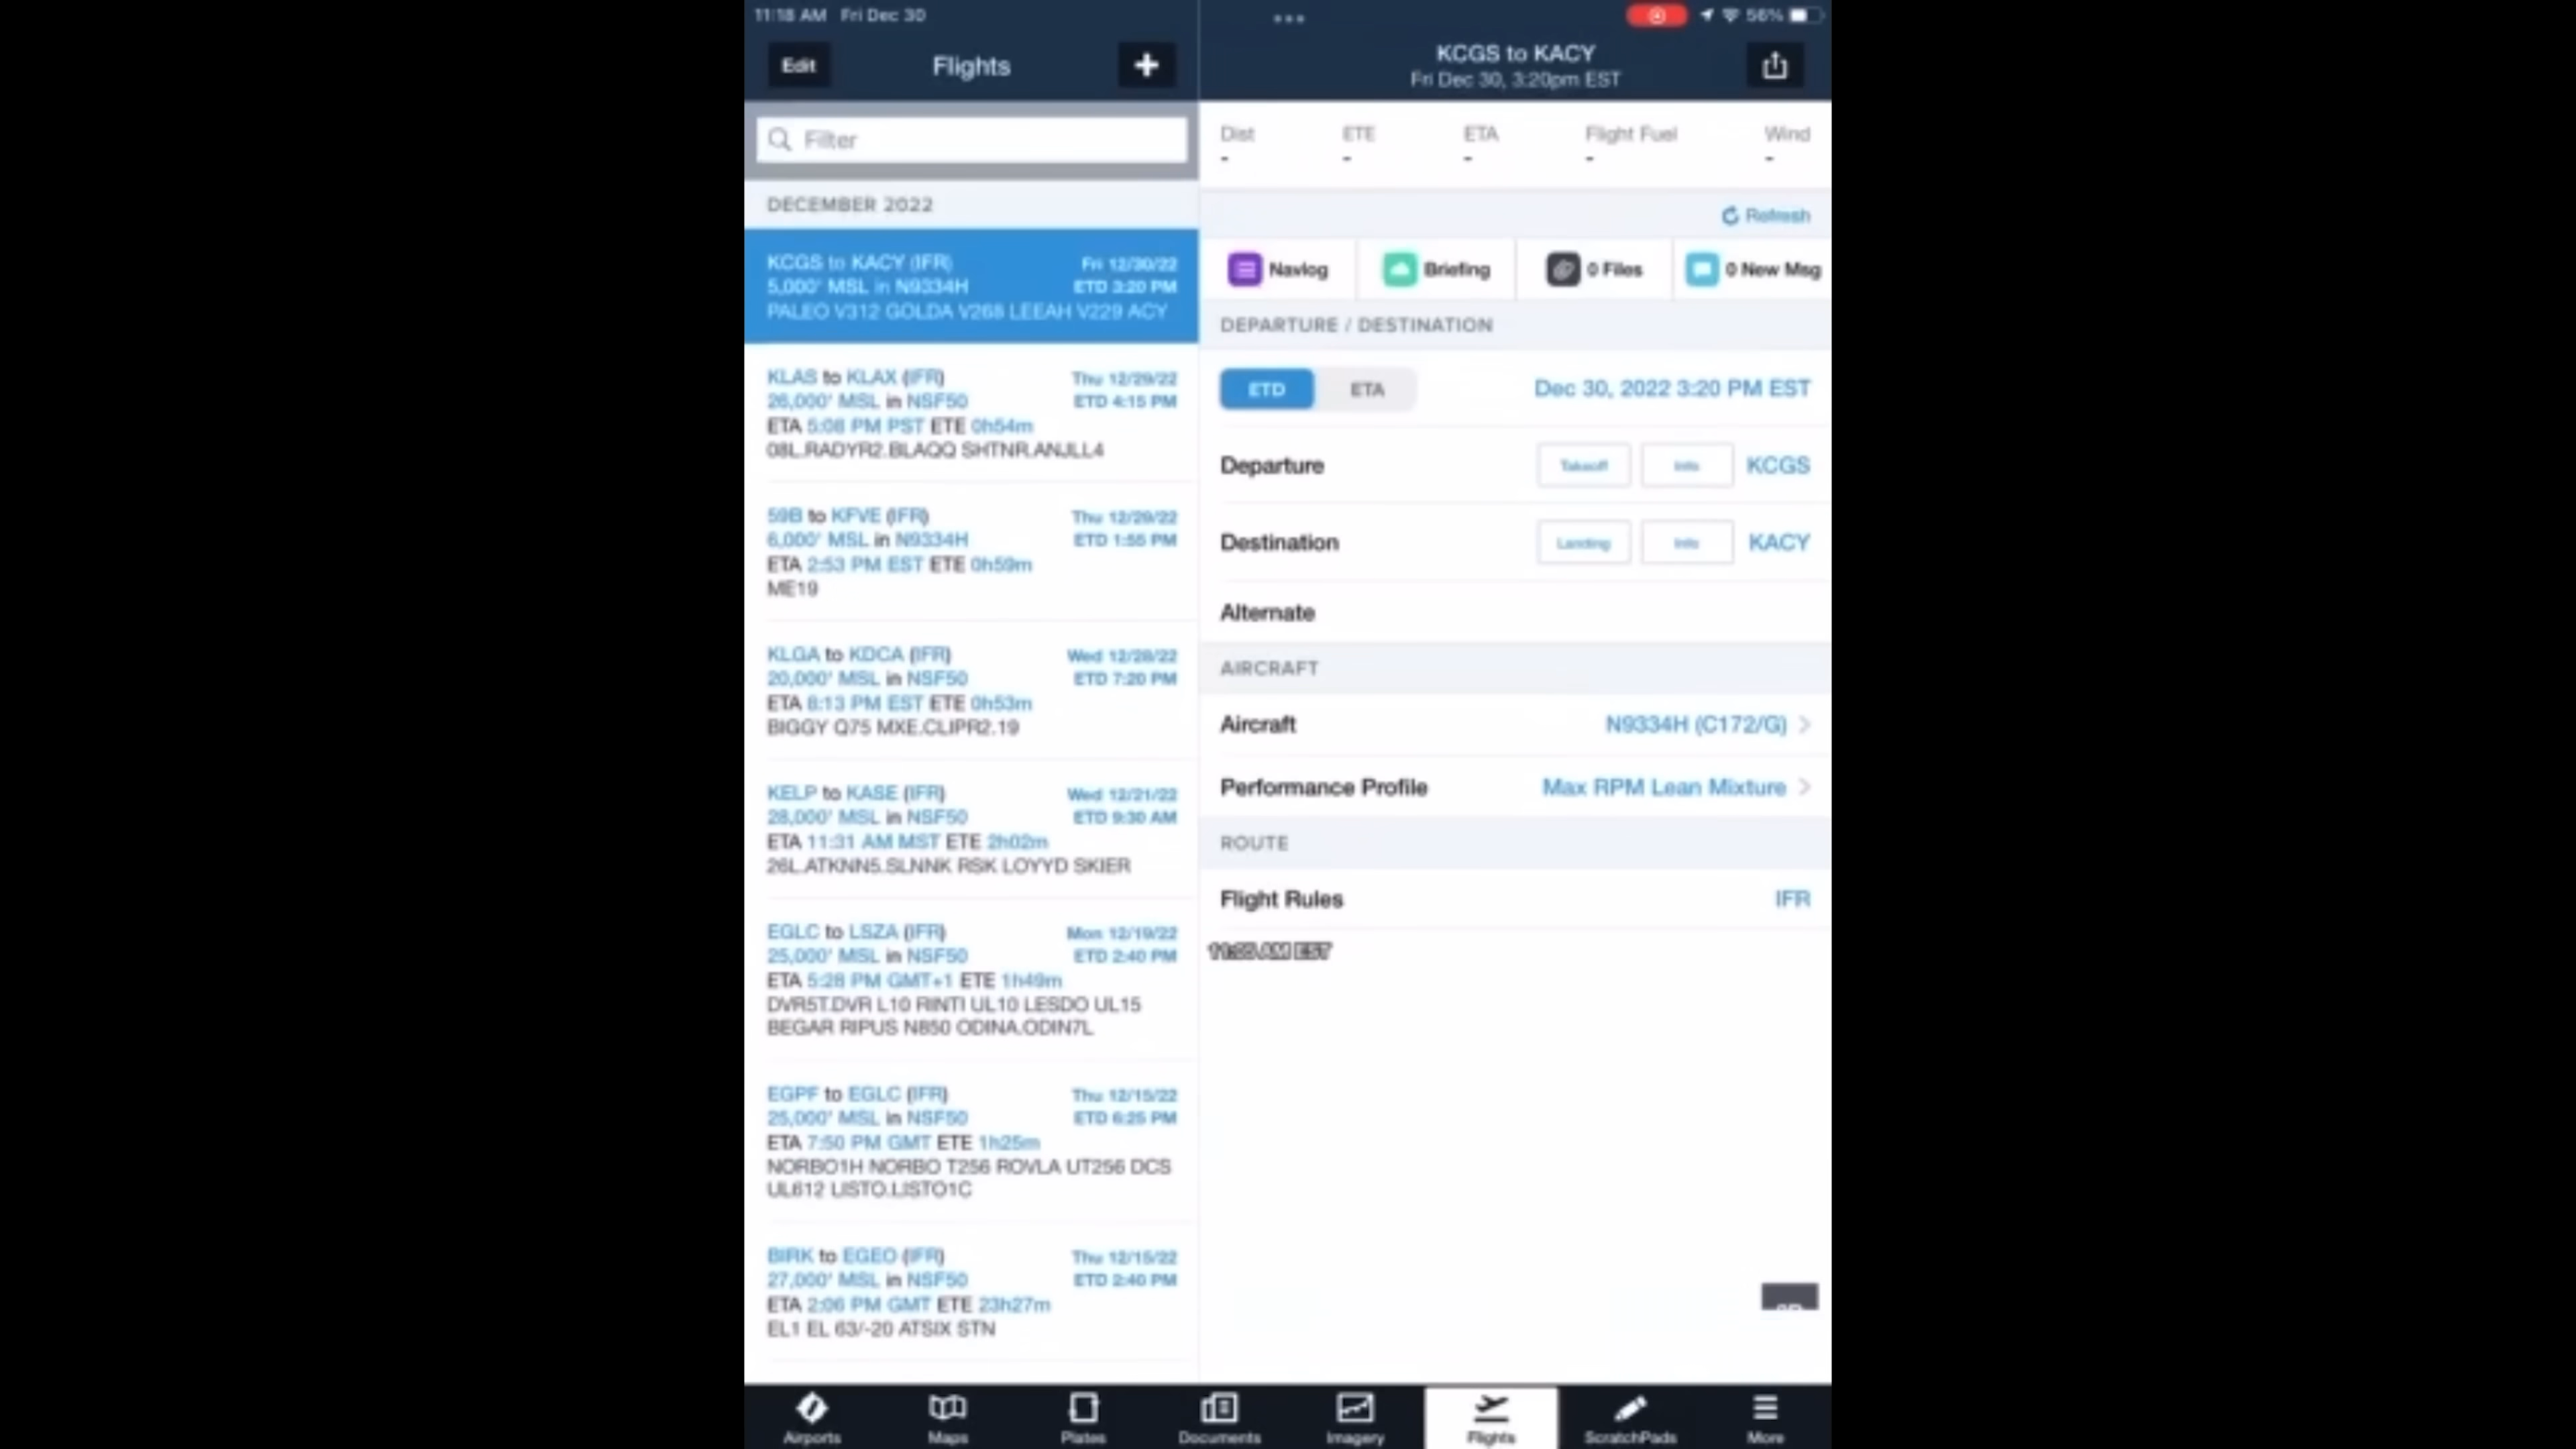 11:18 AM Fri Dec 30
56%
Edit
Flights
KCGS to KACY
Fri Dec 30, 3:20pm EST
Filter
DECEMBER 2022
KCGS to KACY (IFR) Fri 12/30/22
5,000' MSL in N9334H ETD 3:20 PM
PALEO V312 GOLDA V268 LEEAH V229 ACY
KLAS to KLAX (IFR) Thu 12/29/22
26,000' MSL in NSF50 ETD 4:15 PM
ETA 5:08 PM PST ETE 0h54m
08L.RADYR2.BLAQQ SHTNR.ANJLL4
59B to KFVE (IFR) Thu 12/29/22
6,000' MSL in N9334H ETD 1:55 PM
ETA 2:53 PM EST ETE 0h59m
ME19
KLGA to KDCA (IFR) Wed 12/28/22
20,000' MSL in NSF50 ETD 7:20 PM
ETA 8:13 PM EST ETE 0h53m
BIGGY Q75 MXE.CLIPR2.19
KELP to KASE (IFR) Wed 12/21/22
28,000' MSL in NSF50 ETD 9:30 AM
ETA 11:31 AM MST ETE 2h02m
26L.ATKNN5.SLNNK RSK LOYYD SKIER
EGLC to LSZA (IFR) Mon 12/19/22
25,000' MSL in NSF50 ETD 2:40 PM
ETA 5:28 PM GMT+1 ETE 1h49m
DVR5T.DVR L10 RINTI UL10 LESDO UL15
BEGAR RIPUS N850 ODINA.ODIN7L
EGPF to EGLC (IFR) Thu 12/15/22
25,000' MSL in NSF50 ETD 6:25 PM
ETA 7:50 PM GMT ETE 1h25m
NORBO1H NORBO T256 ROVLA UT256 DCS
UL612 LISTO.LISTO1C
BIRK to EGEO (IFR) Thu 12/15/22
27,000' MSL in NSF50 ETD 2:40 PM
ETA 2:06 PM GMT ETE 23h27m
EL1 EL 63/-20 ATSIX STN
Dist ETE ETA Flight Fuel Wind
- - - - -
Refresh
Navlog Briefing 0 Files 0 New Msg
DEPARTURE / DESTINATION
ETD ETA Dec 30, 2022 3:20 PM EST
Departure Takeoff Info KCGS
Destination Landing Info KACY
Alternate
AIRCRAFT
Aircraft N9334H (C172/G)
Performance Profile Max RPM Lean Mixture
ROUTE
Flight Rules IFR
AM EST
Airports Maps Plates Documents Imagery Flights ScratchPads More